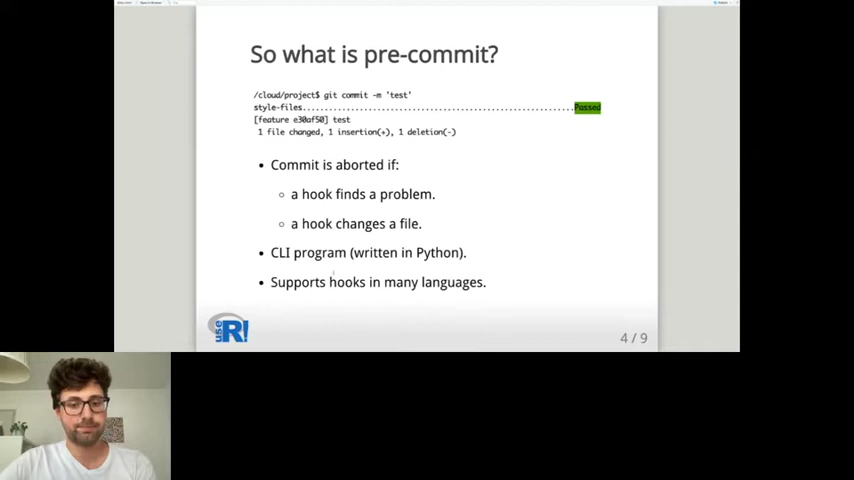 So what is pre-commit?
/cloud/project$ git commit -m 'test'
style-files......................................................................Passed
[feature e30af50] test
1 file changed, 1 insertion(+), 1 deletion(-)
• Commit is aborted if:
◦ a hook finds a problem.
◦ a hook changes a file.
• CLI program (written in Python).
• Supports hooks in many languages.
use R!
4 / 9